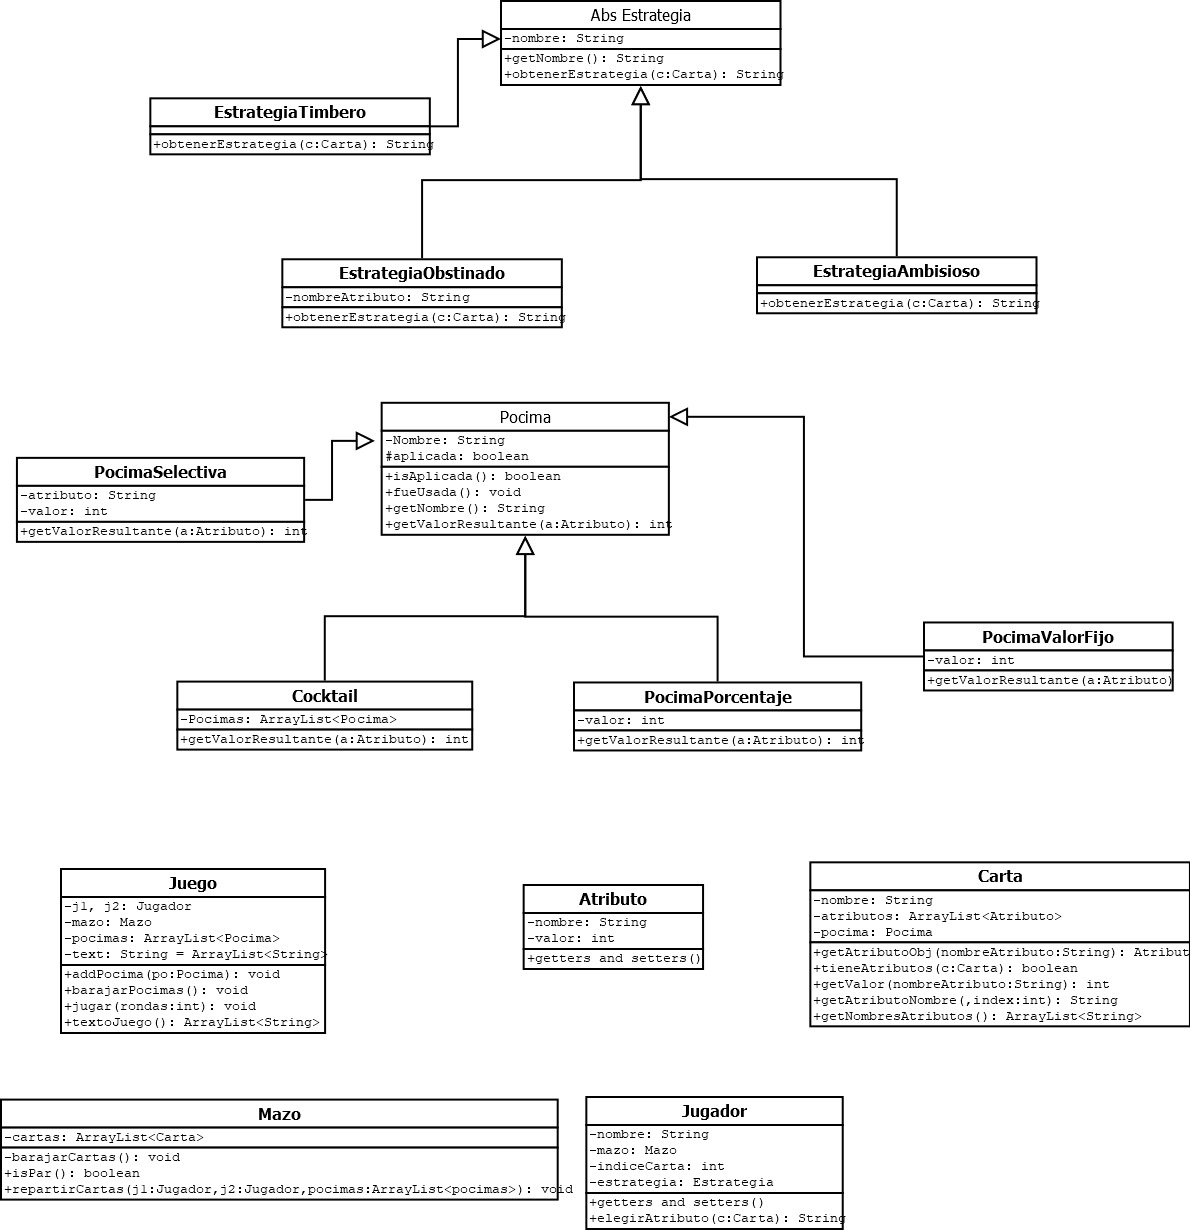 Abs Estrategia
-nombre: String
+getNombre(): String
+obtenerEstrategia(c:Carta): String
EstrategiaTimbero
+obtenerEstrategia(c:Carta): String
EstrategiaObstinado
-nombreAtributo: String
+obtenerEstrategia(c:Carta): String
EstrategiaAmbisioso
+obtenerEstrategia(c:Carta): String
Pocima
-Nombre: String
#aplicada: boolean
+isAplicada(): boolean
+fueUsada(): void
+getNombre(): String
+getValorResultante(a:Atributo): int
PocimaSelectiva
-atributo: String
-valor: int
+getValorResultante(a:Atributo): int
PocimaValorFijo
-valor: int
+getValorResultante(a:Atributo)
Cocktail
-Pocimas: ArrayList<Pocima>
+getValorResultante(a:Atributo): int
PocimaPorcentaje
-valor: int
+getValorResultante(a:Atributo): int
Juego
-j1, j2: Jugador
-mazo: Mazo
-pocimas: ArrayList<Pocima>
-text: String = ArrayList<String>
+addPocima(po:Pocima): void
+barajarPocimas(): void
+jugar(rondas:int): void
+textoJuego(): ArrayList<String>
Atributo
-nombre: String
-valor: int
+getters and setters()
Carta
-nombre: String
-atributos: ArrayList<Atributo>
-pocima: Pocima
+getAtributoObj(nombreAtributo:String): Atribut
+tieneAtributos(c:Carta): boolean
+getValor(nombreAtributo:String): int
+getAtributoNombre(,index:int): String
+getNombresAtributos(): ArrayList<String>
Mazo
-cartas: ArrayList<Carta>
-barajarCartas(): void
+isPar(): boolean
+repartirCartas(j1:Jugador,j2:Jugador,pocimas:ArrayList<pocimas>): void
Jugador
-nombre: String
-mazo: Mazo
-indiceCarta: int
-estrategia: Estrategia
+getters and setters()
+elegirAtributo(c:Carta): String